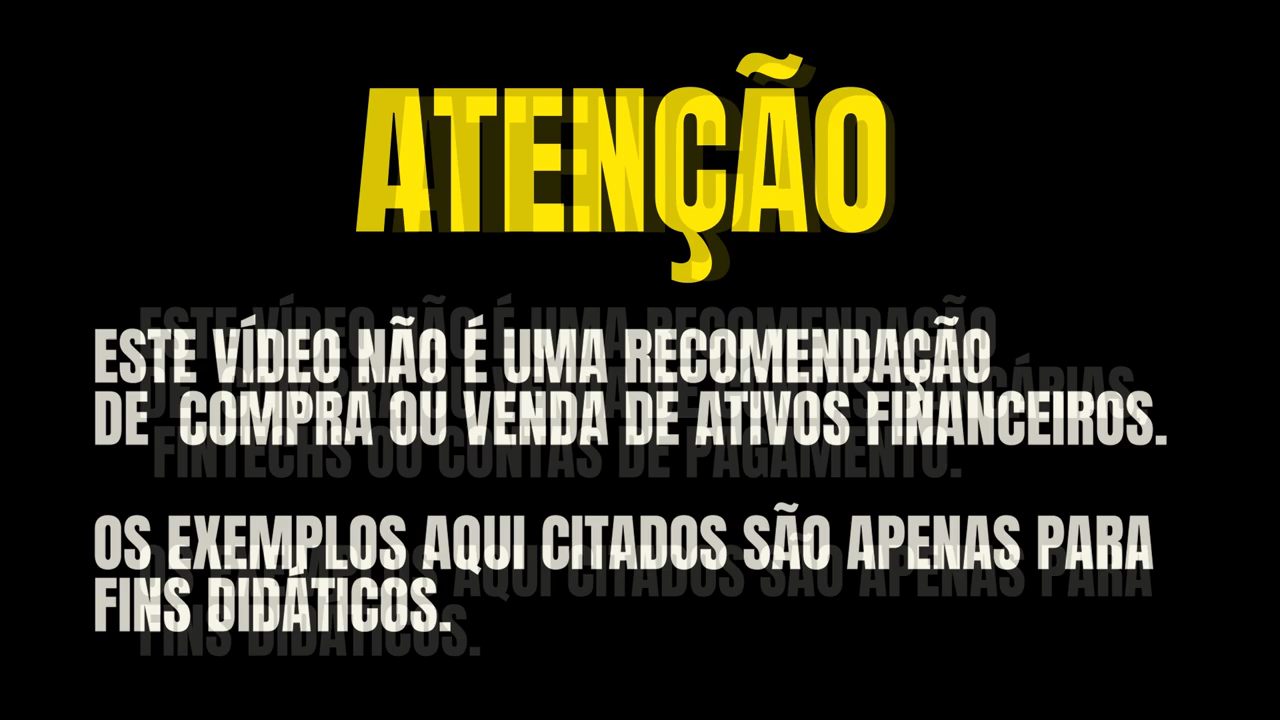 ATENÇÃO
ESTE VÍDEO NÃO É UMA RECOMENDAÇÃO
DE COMPRA OU VENDA DE ATIVOS FINANCEIROS.
OS EXEMPLOS AQUI CITADOS SÃO APENAS PARA
FINS DIDÁTICOS.